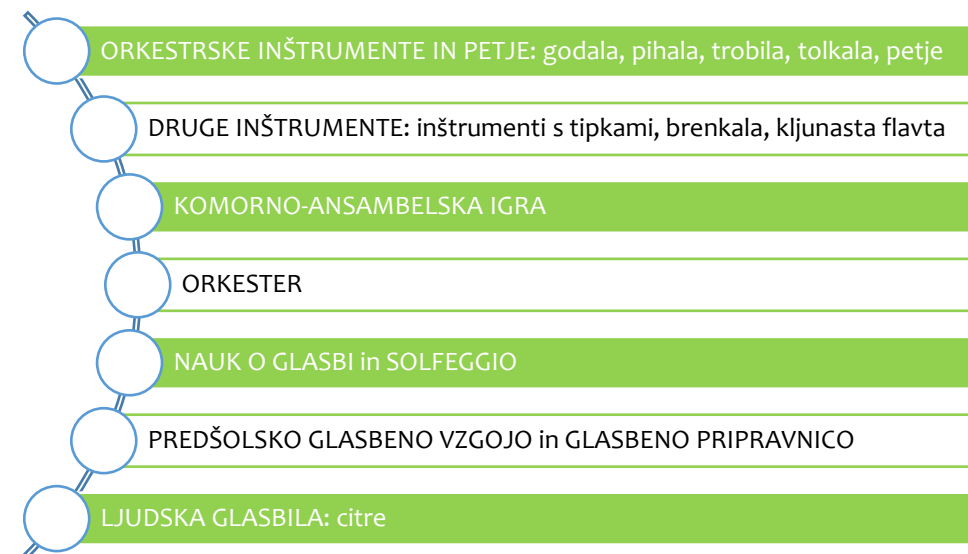 ORKESTRSKE INŠTRUMENTE IN PETJE: godala, pihala, trobila, tolkala, petje
DRUGE INŠTRUMENTE: inštrumenti s tipkami, brenkala, kljunasta flavta
KOMORNO-ANSAMBELSKA IGRA
ORKESTER
NAUK O GLASBI in SOLFEGGIO
PREDŠOLSKO GLASBENO VZGOJO in GLASBENO PRIPRAVNICO
LJUDSKA GLASBILA: citre